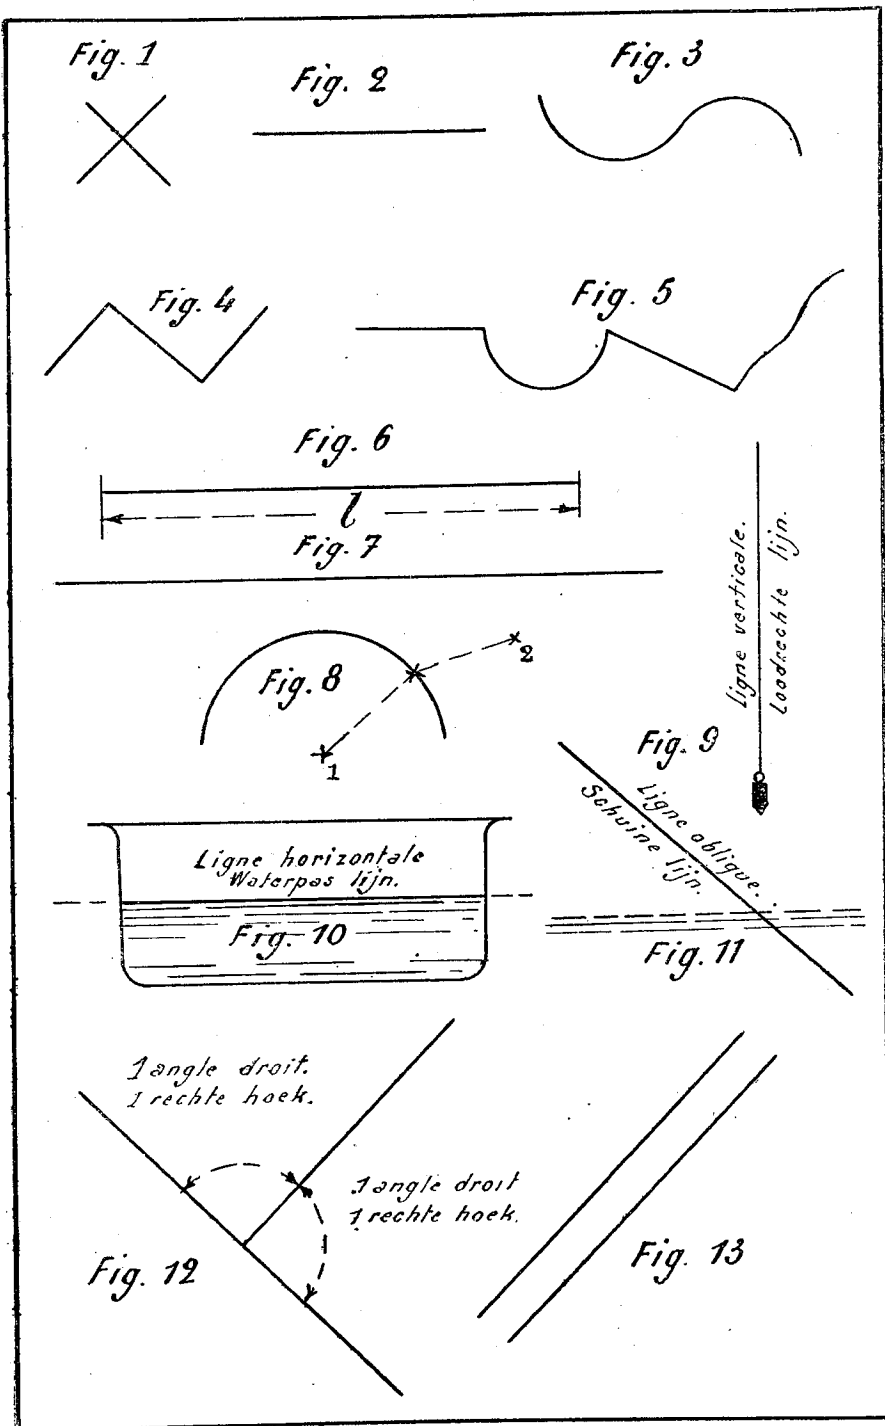 Fig. 1
Fig. 2
Fig. 3
Fig. 4
Fig. 5
Fig. 6
l
Fig. 7
Fig. 8
1
2
Ligne verticale.
Loodrechte lijn.
Fig. 9
Ligne oblique.
Schuine lijn.
Ligne horizontale
Waterpas lijn.
Fig. 10
Fig. 11
1 angle droit.
1 rechte hoek.
1 angle droit
1 rechte hoek.
Fig. 12
Fig. 13